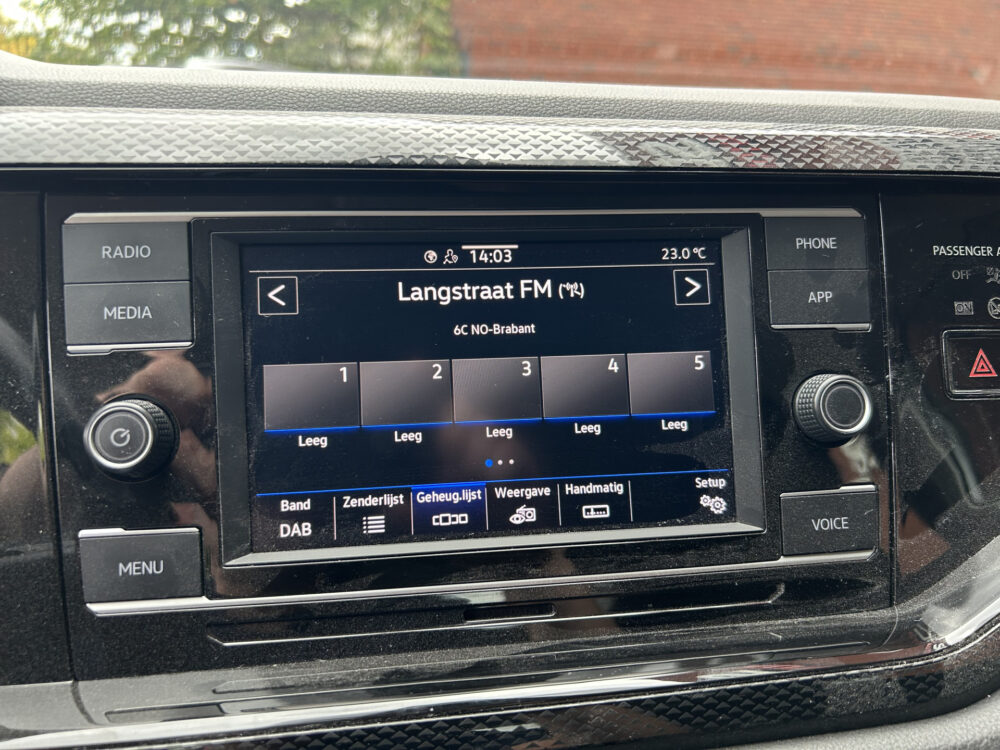 RADIO
MEDIA
MENU
14:03
23.0 °C
<
Langstraat FM
>
6C NO-Brabant
1
2
3
4
5
Leeg
Leeg
Leeg
Leeg
Leeg
Band
DAB
Zenderlijst
Geheug.lijst
Weergave
Handmatig
Setup
PHONE
APP
VOICE
PASSENGER A
OFF
ON